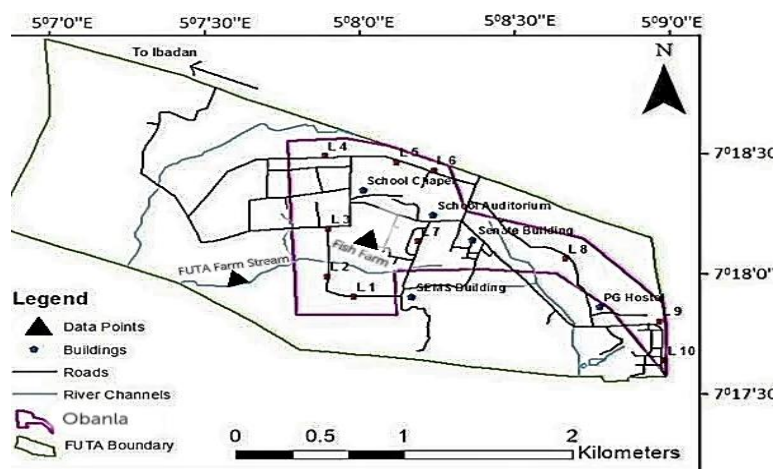 5°7'0"E 5°7'30"E 5°8'0"E 5°8'30"E 5°9'0"E
To Ibadan
N
L 4
L 5
L 6
7°18'30"N
School Chapel
School Auditorium
L 3
L 7
Senate Building
Fish Farm
L 8
FUTA Farm Stream
L 2
7°18'0"N
L 1
SEMS Building
PG Hostel
L 9
L 10
7°17'30"N
Legend
Data Points
Buildings
Roads
River Channels
Obanla
FUTA Boundary
0 0.5 1 2
Kilometers